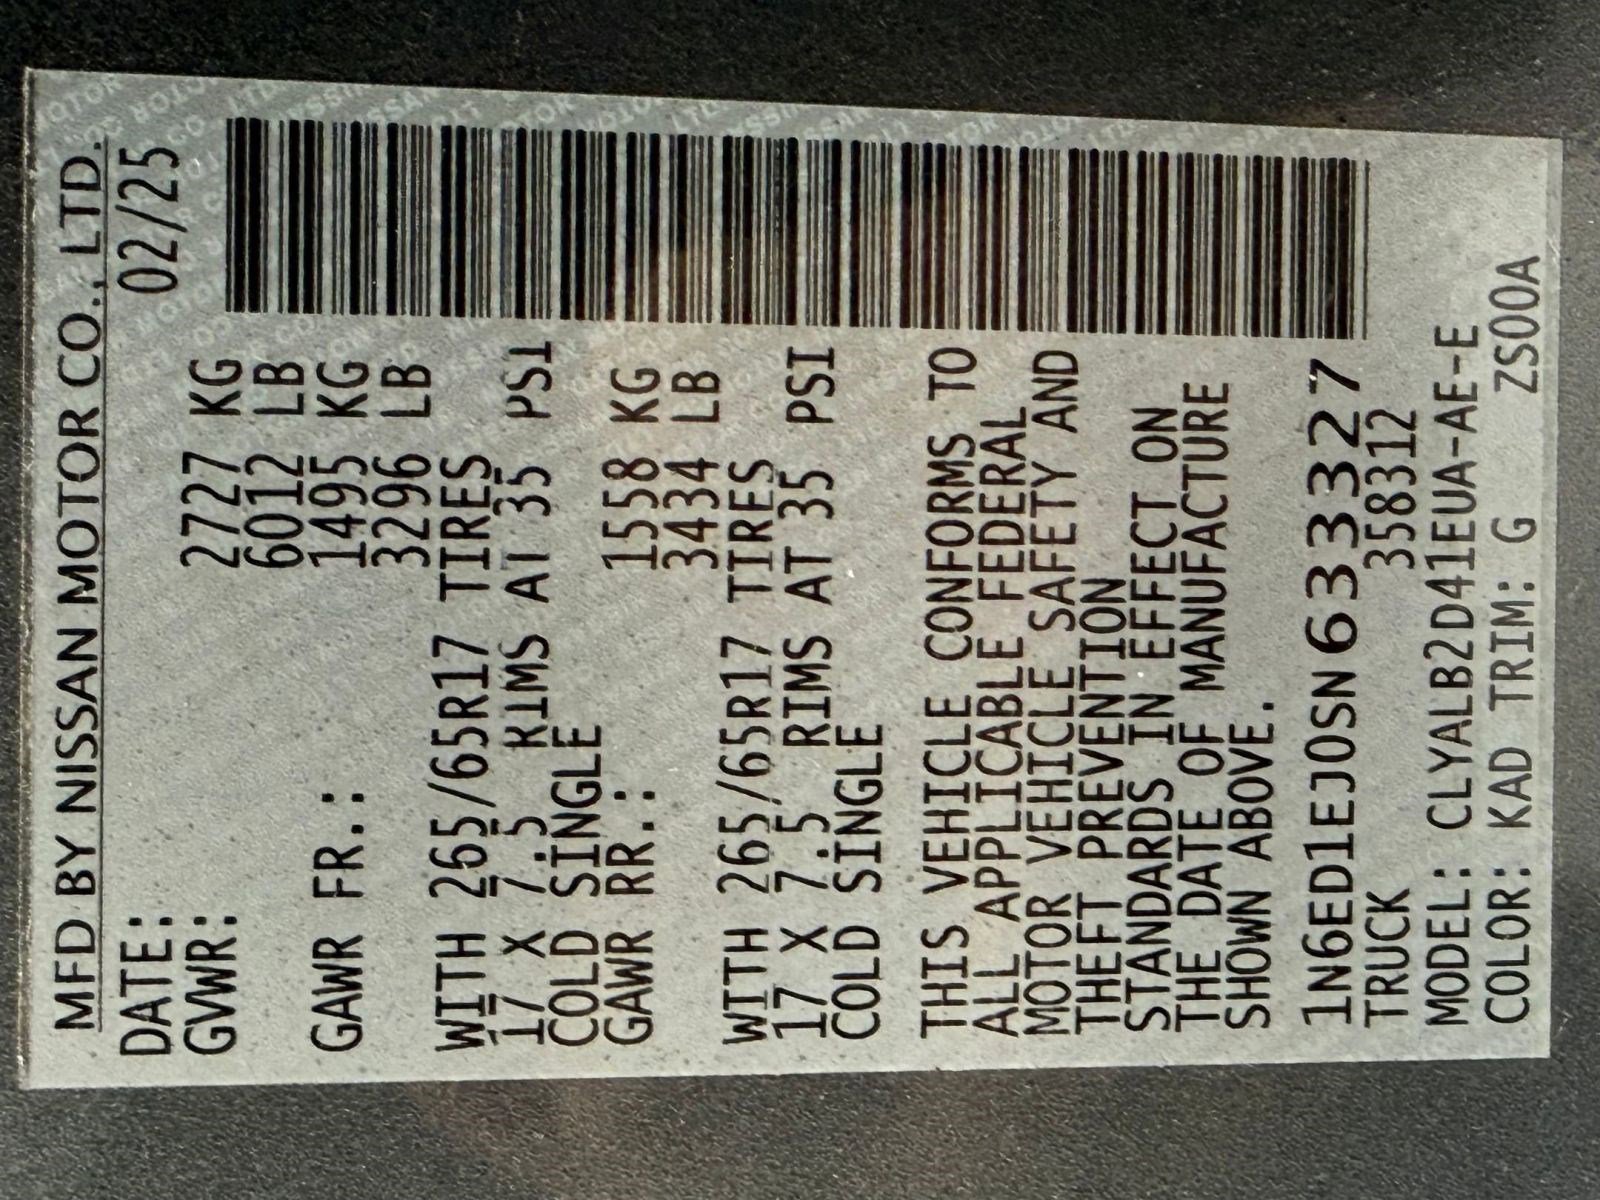 MFD BY NISSAN MOTOR CO., LTD.
DATE: 02/25
GVWR: 2727 KG
6012 LB
GAWR FR.: 1495 KG
3296 LB
WITH 265/65R17 TIRES
17 X 7.5 RIMS AT 35 PSI
COLD SINGLE
GAWR RR.: 1558 KG
3434 LB
WITH 265/65R17 TIRES
17 X 7.5 RIMS AT 35 PSI
COLD SINGLE
THIS VEHICLE CONFORMS TO
ALL APPLICABLE FEDERAL
MOTOR VEHICLE SAFETY AND
THEFT PREVENTION
STANDARDS IN EFFECT ON
THE DATE OF MANUFACTURE
SHOWN ABOVE.
1N6ED1EJ0SN633327
TRUCK 358312
MODEL: CLYALB2D41EUA-AE-E
COLOR: KAD TRIM: G ZS00A